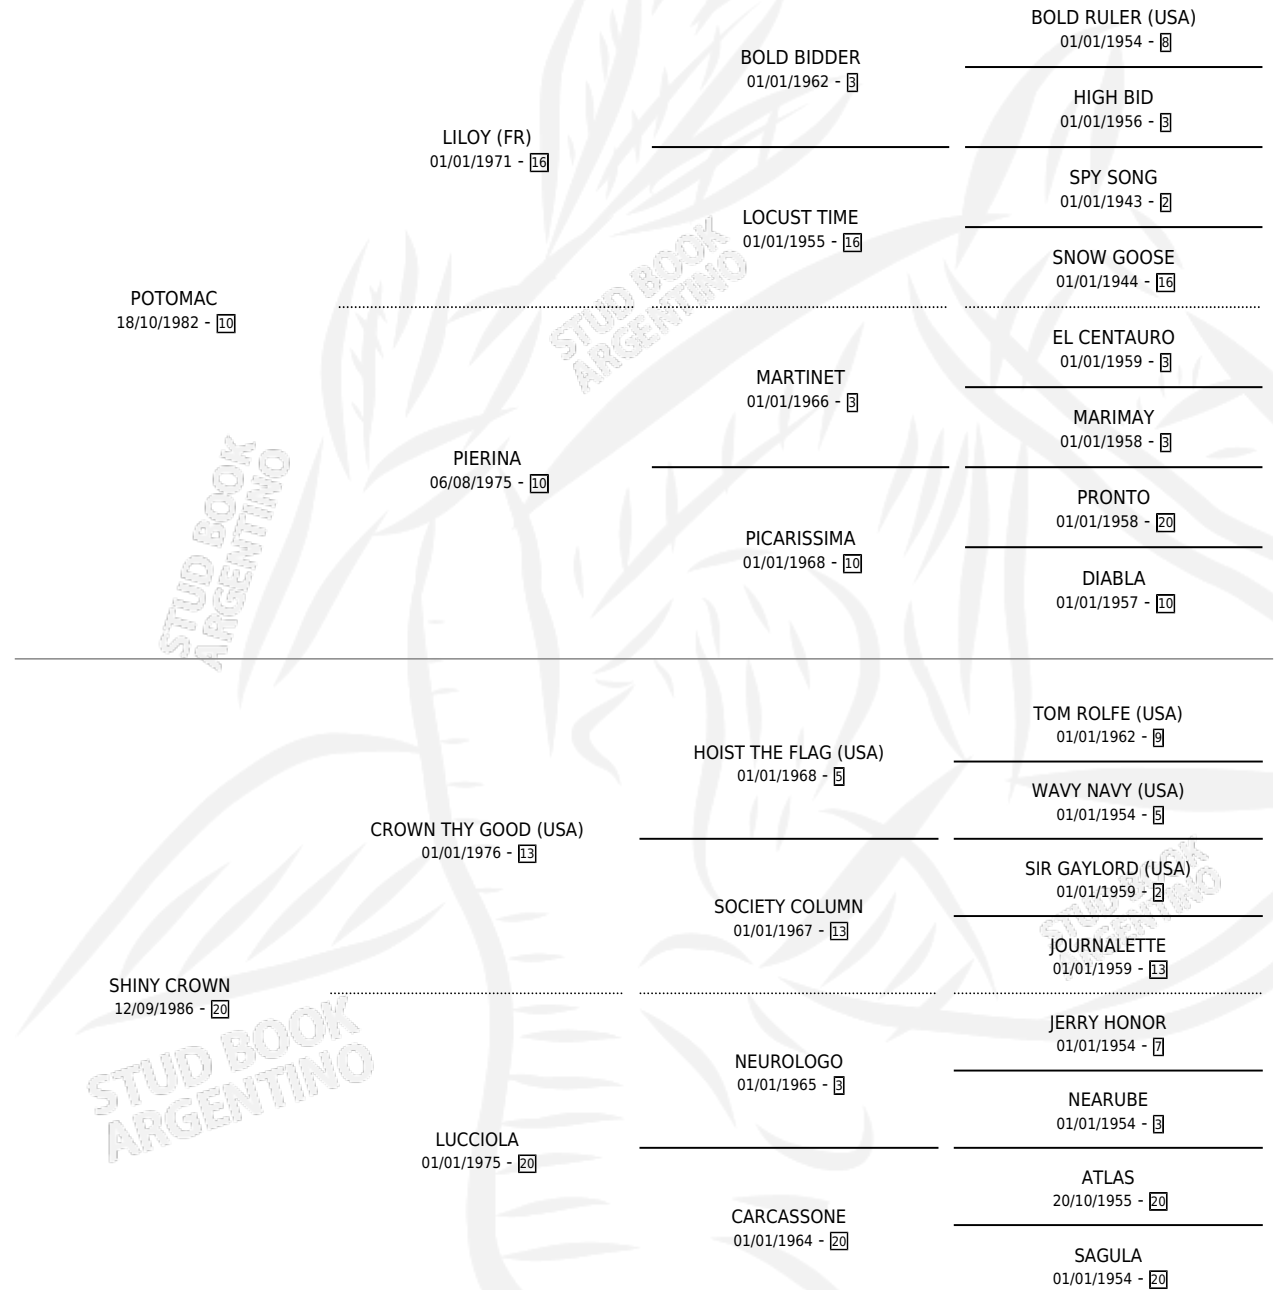 BOLD RULER (USA)
01/01/1954 - 8
BOLD BIDDER
01/01/1962 - 3
HIGH BID
01/01/1956 - 3
LILOY (FR)
01/01/1971 - 16
SPY SONG
01/01/1943 - 2
LOCUST TIME
01/01/1955 - 16
SNOW GOOSE
01/01/1944 - 16
STUD BOOK
ARGENTINO
POTOMAC
18/10/1982 - 10
EL CENTAURO
01/01/1959 - 3
MARTINET
01/01/1966 - 3
MARIMAY
01/01/1958 - 3
PIERINA
06/08/1975 - 10
PRONTO
01/01/1958 - 20
PICARISSIMA
01/01/1968 - 10
DIABLA
01/01/1957 - 10
STUD BOOK
ARGENTINO
TOM ROLFE (USA)
01/01/1962 - 9
HOIST THE FLAG (USA)
01/01/1968 - 5
WAVY NAVY (USA)
01/01/1954 - 5
CROWN THY GOOD (USA)
01/01/1976 - 13
SIR GAYLORD (USA)
01/01/1959 - 2
SOCIETY COLUMN
01/01/1967 - 13
STUD BOOK
ARGENTINO
JOURNALETTE
01/01/1959 - 13
SHINY CROWN
12/09/1986 - 20
JERRY HONOR
01/01/1954 - 7
STUD BOOK
ARGENTINO
NEUROLOGO
01/01/1965 - 3
NEARUBE
01/01/1954 - 3
LUCCIOLA
01/01/1975 - 20
ATLAS
20/10/1955 - 20
CARCASSONE
01/01/1964 - 20
SAGULA
01/01/1954 - 20